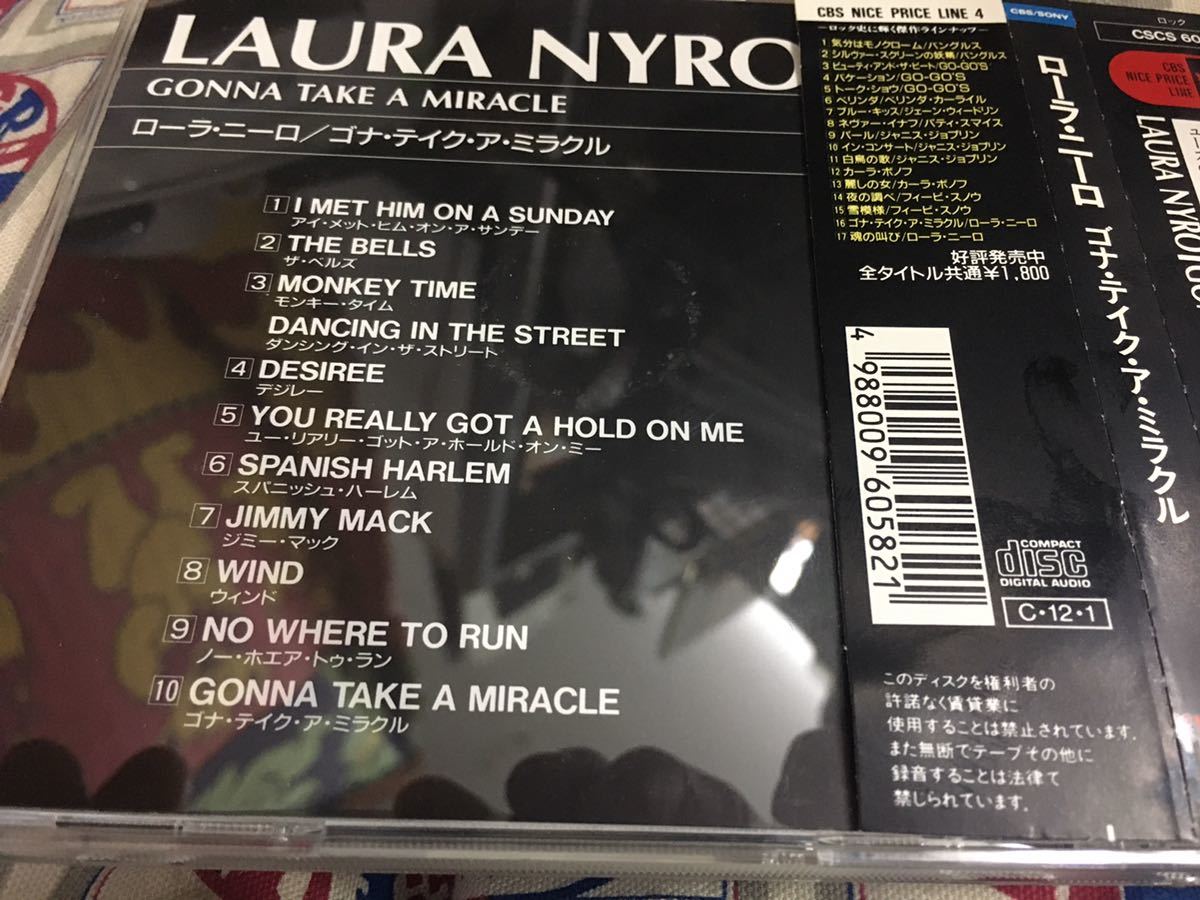 LAURA NYRO
GONNA TAKE A MIRACLE
ローラ・ニーロ／ゴナ・テイク・ア・ミラクル
1 I MET HIM ON A SUNDAY
アイ・メット・ヒム・オン・ア・サンデー
2 THE BELLS
ザ・ベルズ
3 MONKEY TIME
モンキー・タイム
DANCING IN THE STREET
ダンシング・イン・ザ・ストリート
4 DESIREE
デジレー
5 YOU REALLY GOT A HOLD ON ME
ユー・リアリー・ゴット・ア・ホールド・オン・ミー
6 SPANISH HARLEM
スパニッシュ・ハーレム
7 JIMMY MACK
ジミー・マック
8 WIND
ウィンド
9 NO WHERE TO RUN
ノー・ホエア・トゥ・ラン
10 GONNA TAKE A MIRACLE
ゴナ・テイク・ア・ミラクル
CBS NICE PRICE LINE 4
ーロック史に輝く傑作ラインナップー
1 気分はモノクローム/バングルス
2 シルヴァー・スクリーンの妖精/バングルス
3 ビューティ・アンド・ザ・ビート/GO-GO'S
4 バケーション/GO-GO'S
5 トーク・ショウ/GO-GO'S
6 ベリンダ/ベリンダ・カーライル
7 ブルー・キッス/ジェーン・ウィードリン
8 ネヴァー・イナフ/パティ・スマイス
9 パール/ジャニス・ジョプリン
10 イン・コンサート/ジャニス・ジョプリン
11 白鳥の歌/ジャニス・ジョプリン
12 カーラ・ボノフ
13 麗しの女/カーラ・ボノフ
14 夜の調べ/フィービ・スノウ
15 雪模様/フィービ・スノウ
16 ゴナ・テイク・ア・ミラクル/ローラ・ニーロ
17 魂の叫び/ローラ・ニーロ
好評発売中
全タイトル共通¥1,800
4 988009 605821
COMPACT
disc
DIGITAL AUDIO
C・12・1
このディスクを権利者の
許諾なく賃貸業に
使用することは禁止されています。
また無断でテープその他に
録音することは法律で
禁じられています。
CBS/SONY
ローラ・ニーロ ゴナ・テイク・ア・ミラクル
ロック
CSCS 60
CBS
NICE PRICE
LINE
LAURA NYRO